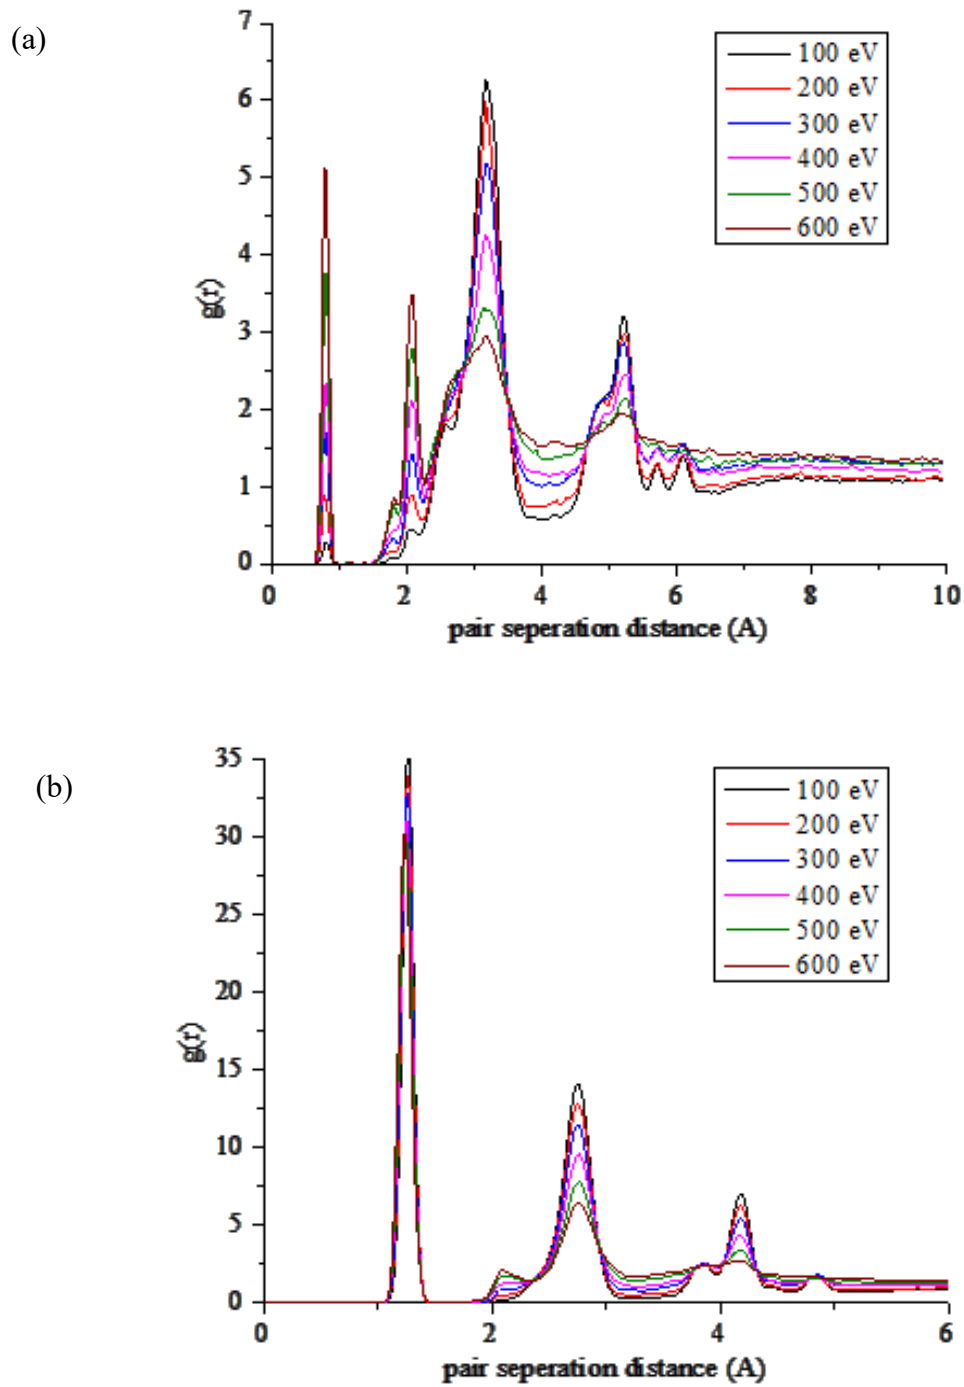 (a)
7
6
5
4
3
2
1
0
g(r)
100 eV
200 eV
300 eV
400 eV
500 eV
600 eV
0 2 4 6 8 10
pair seperation distance (A)
(b)
35
30
25
20
15
10
5
0
g(r)
100 eV
200 eV
300 eV
400 eV
500 eV
600 eV
0 2 4 6
pair seperation distance (A)